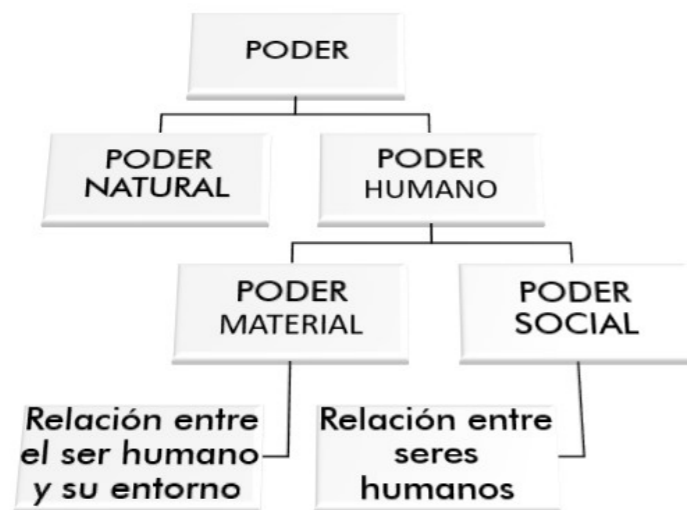 PODER
PODER
NATURAL
PODER
HUMANO
PODER
MATERIAL
PODER
SOCIAL
Relación entre
el ser humano
y su entorno
Relación entre
seres
humanos